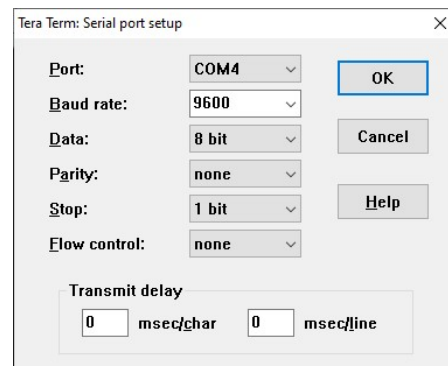 Tera Term: Serial port setup
Port: COM4 OK
Baud rate: 9600
Data: 8 bit Cancel
Parity: none
Stop: 1 bit Help
Flow control: none
Transmit delay
0 msec/char 0 msec/line